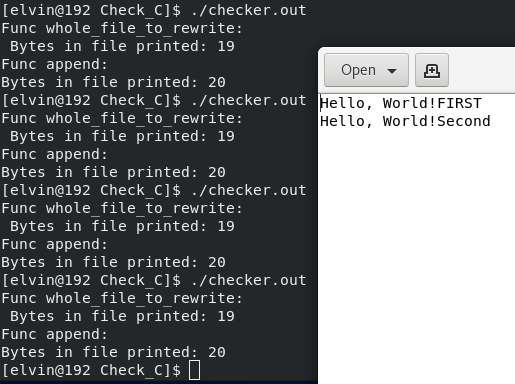 [elvin@192 Check_C]$ ./checker.out
Func whole_file_to_rewrite:
 Bytes in file printed: 19
Func append:
Bytes in file printed: 20
[elvin@192 Check_C]$ ./checker.out
Func whole_file_to_rewrite:
 Bytes in file printed: 19
Func append:
Bytes in file printed: 20
[elvin@192 Check_C]$ ./checker.out
Func whole_file_to_rewrite:
 Bytes in file printed: 19
Func append:
Bytes in file printed: 20
[elvin@192 Check_C]$ ./checker.out
Func whole_file_to_rewrite:
 Bytes in file printed: 19
Func append:
Bytes in file printed: 20
[elvin@192 Check_C]$
Open
Hello, World!FIRST
Hello, World!Second